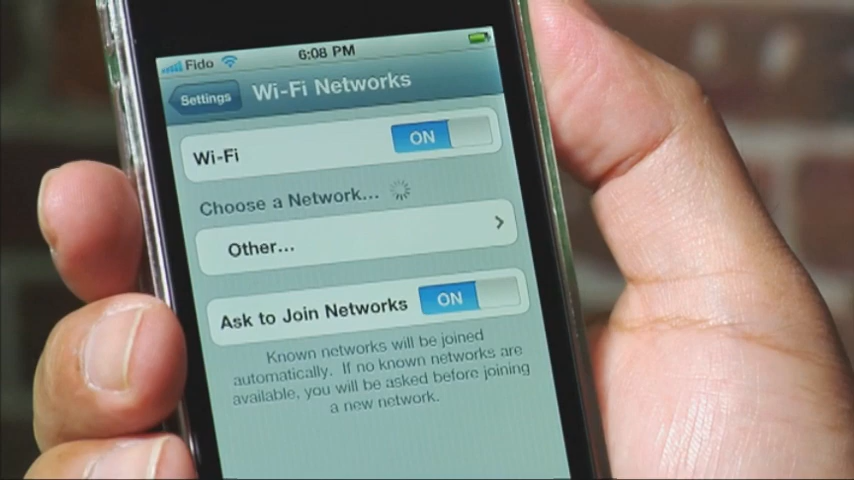 Fido 6:08 PM
Settings Wi-Fi Networks
Wi-Fi ON
Choose a Network...
Other...
Ask to Join Networks ON
Known networks will be joined
automatically. If no known networks are
available, you will be asked before joining
a new network.